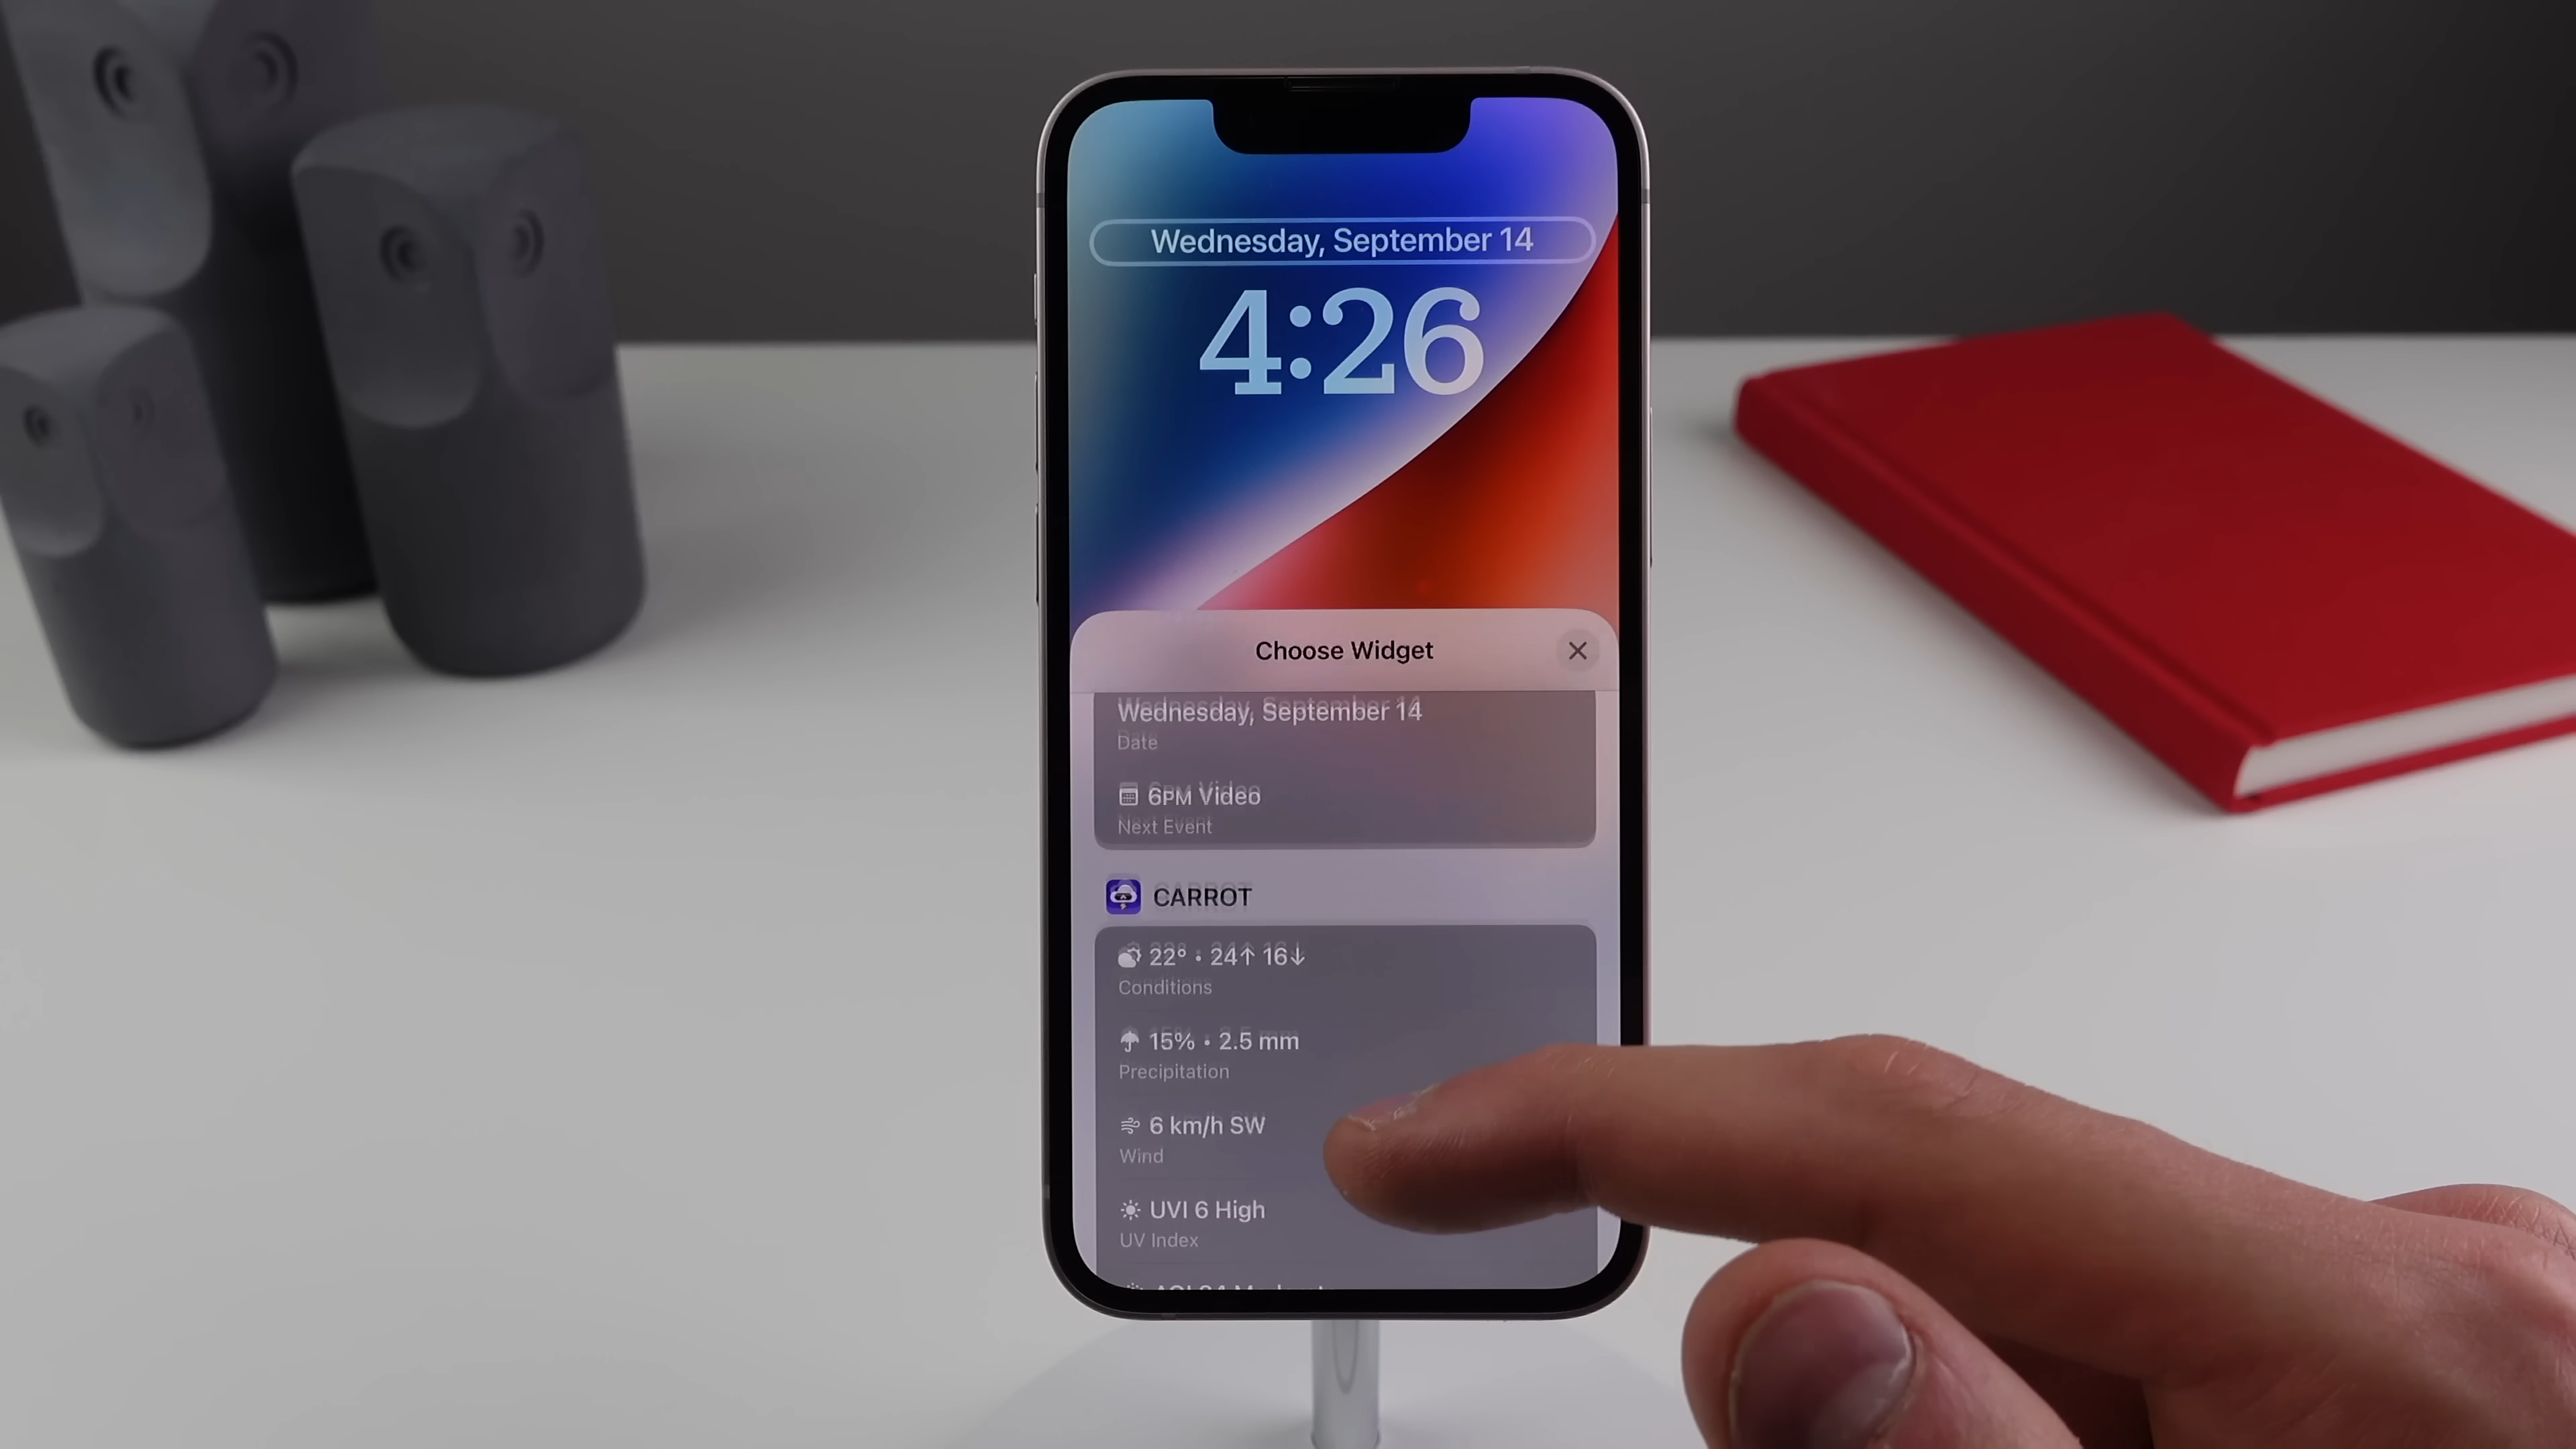 Wednesday, September 14
4:26
Choose Widget
Wednesday, September 14
Date
6PM Video
Next Event
CARROT
22° • 24↑ 16↓
Conditions
15% • 2.5 mm
Precipitation
6 km/h SW
Wind
UVI 6 High
UV Index